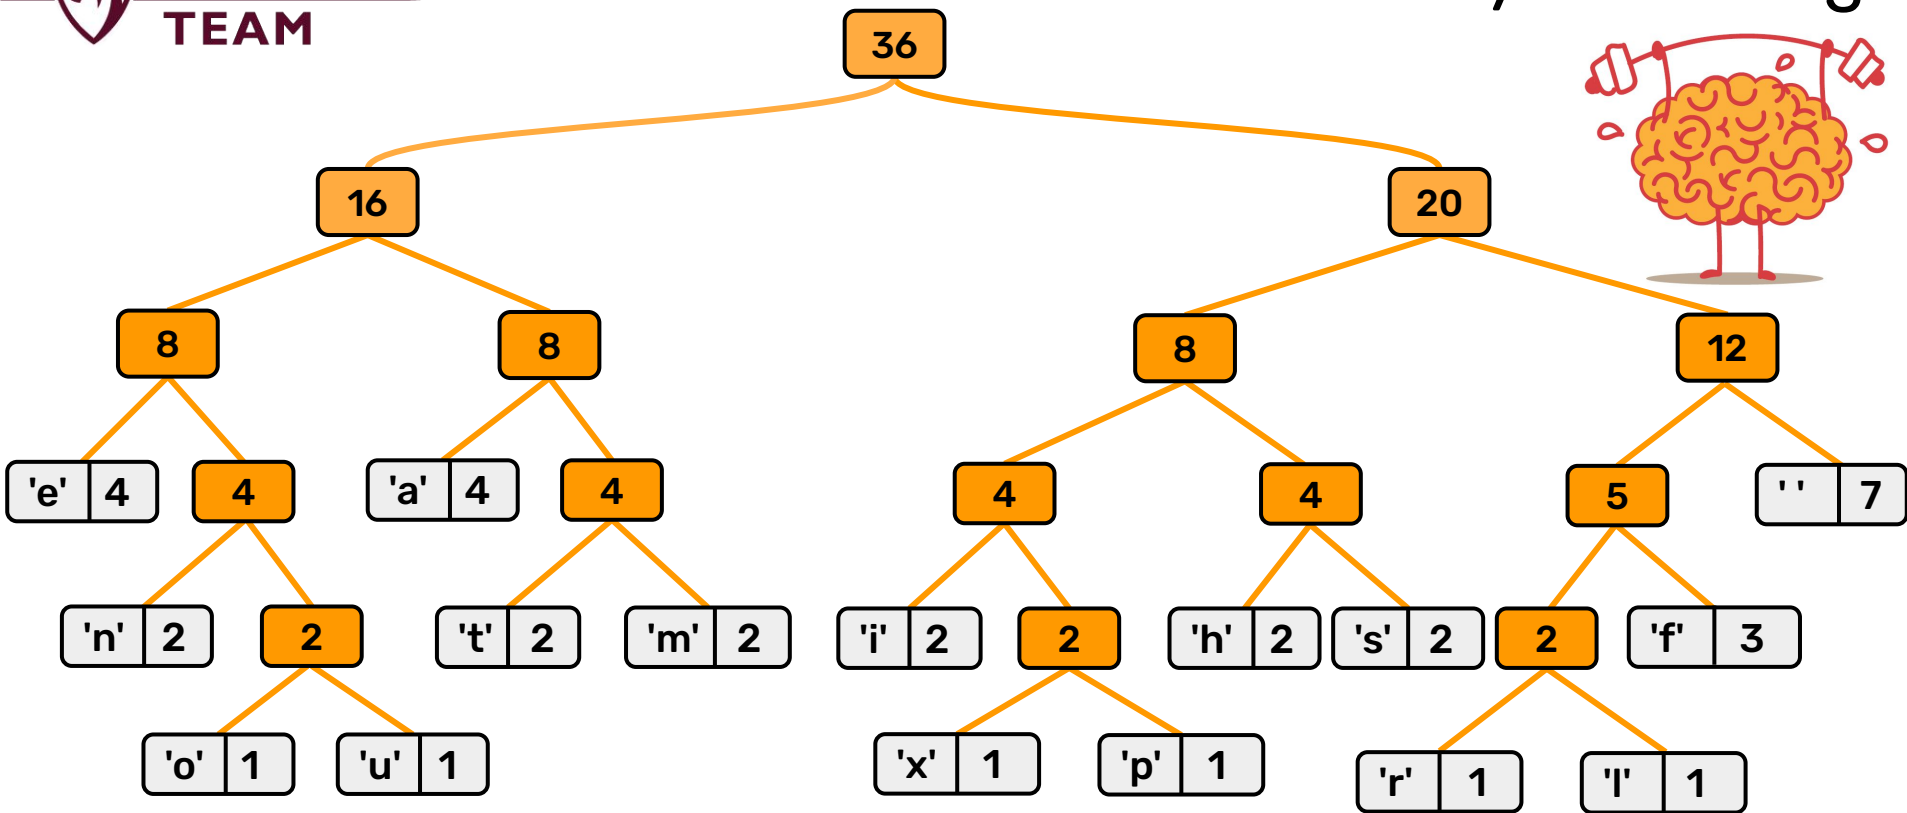 TEAM
36
16
20
8
8
8
12
'e' 4
4
'a' 4
4
4
4
5
' ' 7
'n' 2
2
't' 2
'm' 2
'i' 2
2
'h' 2
's' 2
2
'f' 3
'o' 1
'u' 1
'x' 1
'p' 1
'r' 1
'l' 1